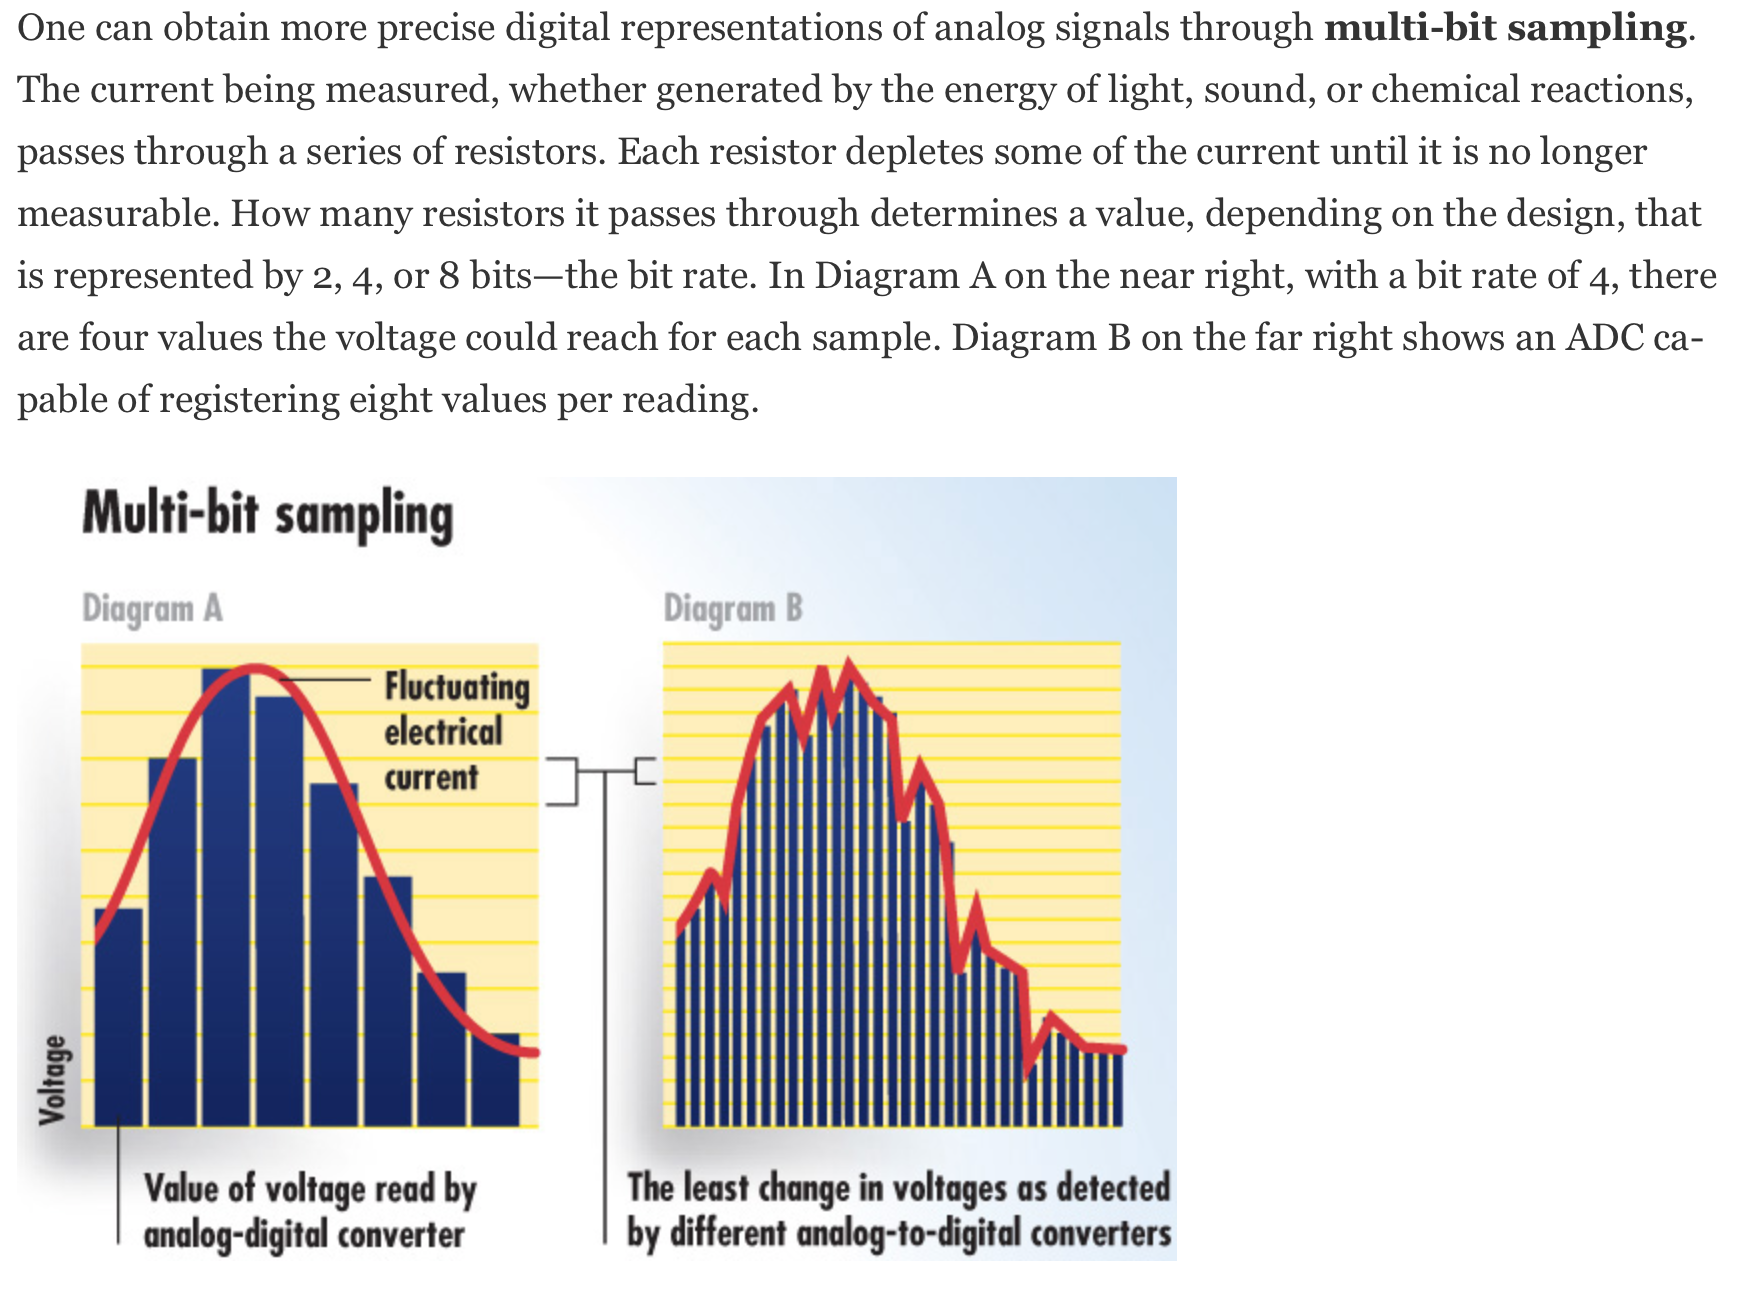 One can obtain more precise digital representations of analog signals through multi-bit sampling.
The current being measured, whether generated by the energy of light, sound, or chemical reactions,
passes through a series of resistors. Each resistor depletes some of the current until it is no longer
measurable. How many resistors it passes through determines a value, depending on the design, that
is represented by 2, 4, or 8 bits—the bit rate. In Diagram A on the near right, with a bit rate of 4, there
are four values the voltage could reach for each sample. Diagram B on the far right shows an ADC ca-
pable of registering eight values per reading.
Multi-bit sampling
Diagram A
Fluctuating
electrical
current
Voltage
Value of voltage read by
analog-digital converter
Diagram B
The least change in voltages as detected
by different analog-to-digital converters